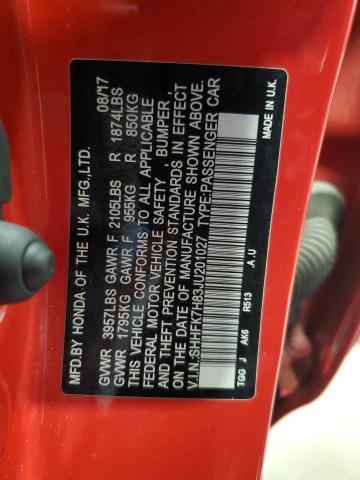 MFD.BY HONDA OF THE U.K. MFG.,LTD. 08/17
GVWR 3957LBS GAWR F 2105LBS R 1874LBS
GVWR 1795KG GAWR F 955KG R 850KG
THIS VEHICLE CONFORMS TO ALL APPLICABLE
FEDERAL MOTOR VEHICLE SAFETY, BUMPER,
AND THEFT PREVENTION STANDARDS IN EFFECT
ON THE DATE OF MANUFACTURE SHOWN ABOVE.
V.I.N.:SHHFK7H83JU201027 TYPE:PASSENGER CAR
TGG J AK6 R513 .A .U MADE IN U.K.